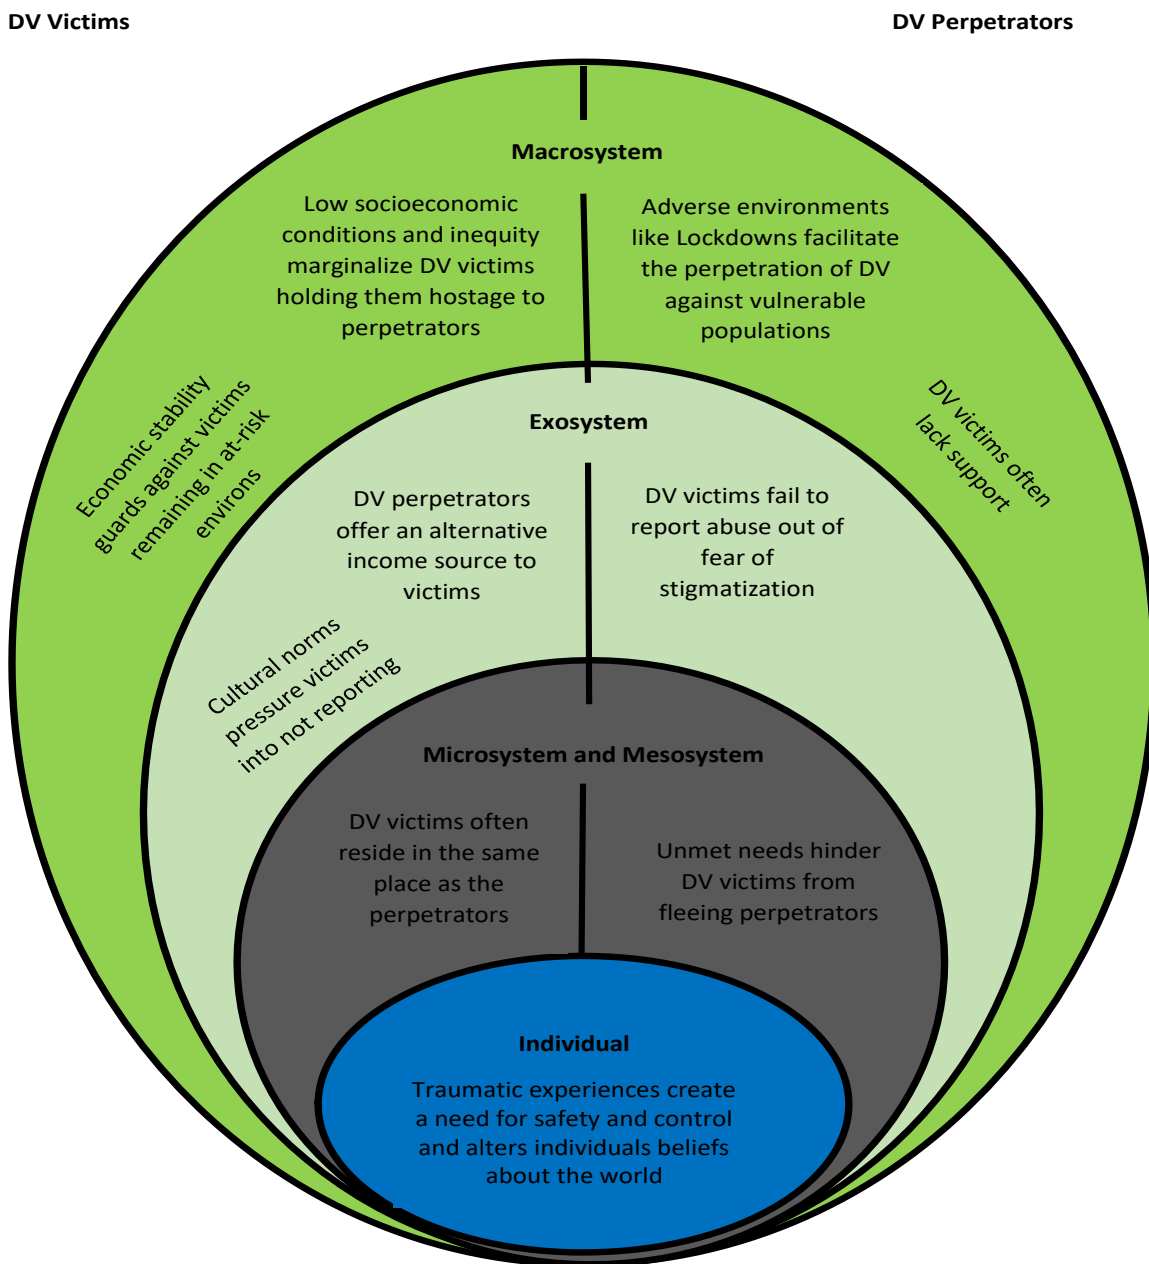 DV Victims
DV Perpetrators
Macrosystem
Low socioeconomic
conditions and inequity
marginalize DV victims
holding them hostage to
perpetrators
Adverse environments
like Lockdowns facilitate
the perpetration of DV
against vulnerable
populations
Economic stability
guards against victims
remaining in at-risk
environs
DV victims often
lack support
Exosystem
DV perpetrators
offer an alternative
income source to
victims
DV victims fail to
report abuse out of
fear of
stigmatization
Cultural norms
pressure victims
into not reporting
Microsystem and Mesosystem
DV victims often
reside in the same
place as the
perpetrators
Unmet needs hinder
DV victims from
fleeing perpetrators
Individual
Traumatic experiences create
a need for safety and control
and alters individuals beliefs
about the world